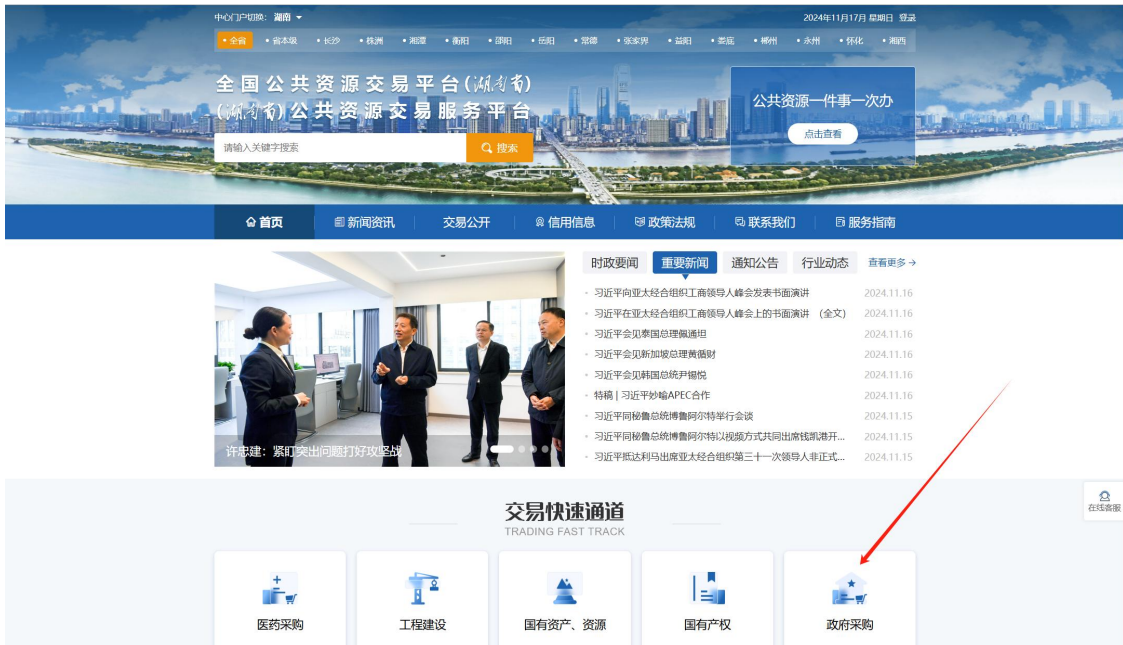 中心门户切换: 湖南
2024年11月17日 星期日 登录
全省 省本级 长沙 株洲 湘潭 衡阳 邵阳 岳阳 常德 张家界 益阳 娄底 郴州 永州 怀化 湘西
全国公共资源交易平台(湖南省)
(湖南省)公共资源交易服务平台
请输入关键字搜索 搜索
公共资源一件事一次办
点击查看
首页 新闻资讯 交易公开 信用信息 政策法规 联系我们 服务指南
时政要闻 重要新闻 通知公告 行业动态 查看更多→
习近平向亚太经合组织工商领导人峰会发表书面演讲 2024.11.16
习近平在亚太经合组织工商领导人峰会上的书面演讲 (全文) 2024.11.16
习近平会见泰国总理佩通坦 2024.11.16
习近平会见新加坡总理黄循财 2024.11.16
习近平会见韩国总统尹锡悦 2024.11.16
特稿 | 习近平妙喻APEC合作 2024.11.16
习近平同秘鲁总统博鲁阿尔特举行会谈 2024.11.15
习近平同秘鲁总统博鲁阿尔特以视频方式共同出席钱凯港开... 2024.11.15
习近平抵达利马出席亚太经合组织第三十一次领导人非正式... 2024.11.15
许忠建：紧盯突出问题打好攻坚战
在线客服
交易快速通道
TRADING FAST TRACK
医药采购 工程建设 国有资产、资源 国有产权 政府采购